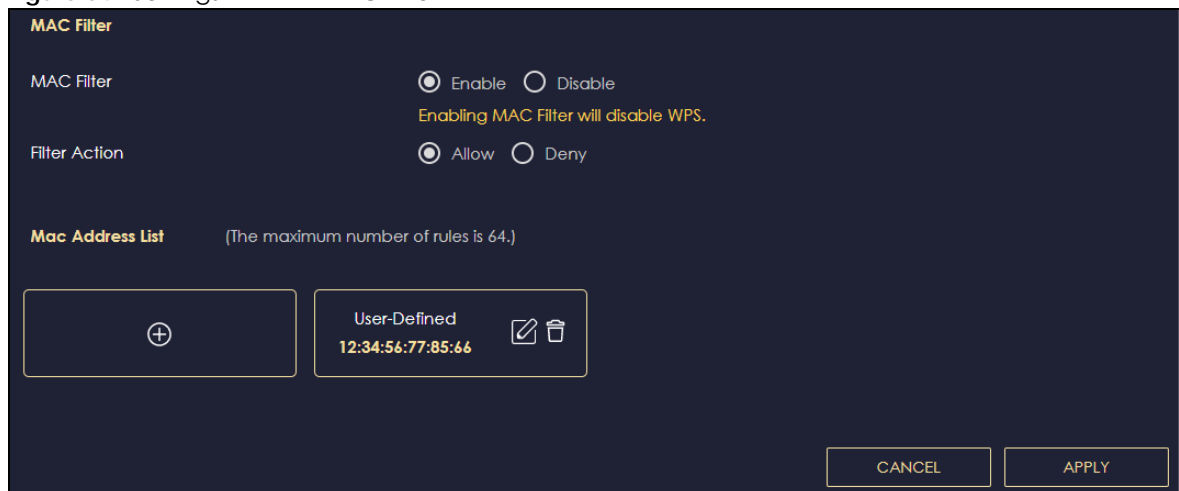 MAC Filter
MAC Filter Enable Disable
Enabling MAC Filter will disable WPS.
Filter Action Allow Deny
Mac Address List (The maximum number of rules is 64.)
User-Defined
12:34:56:77:85:66
CANCEL APPLY